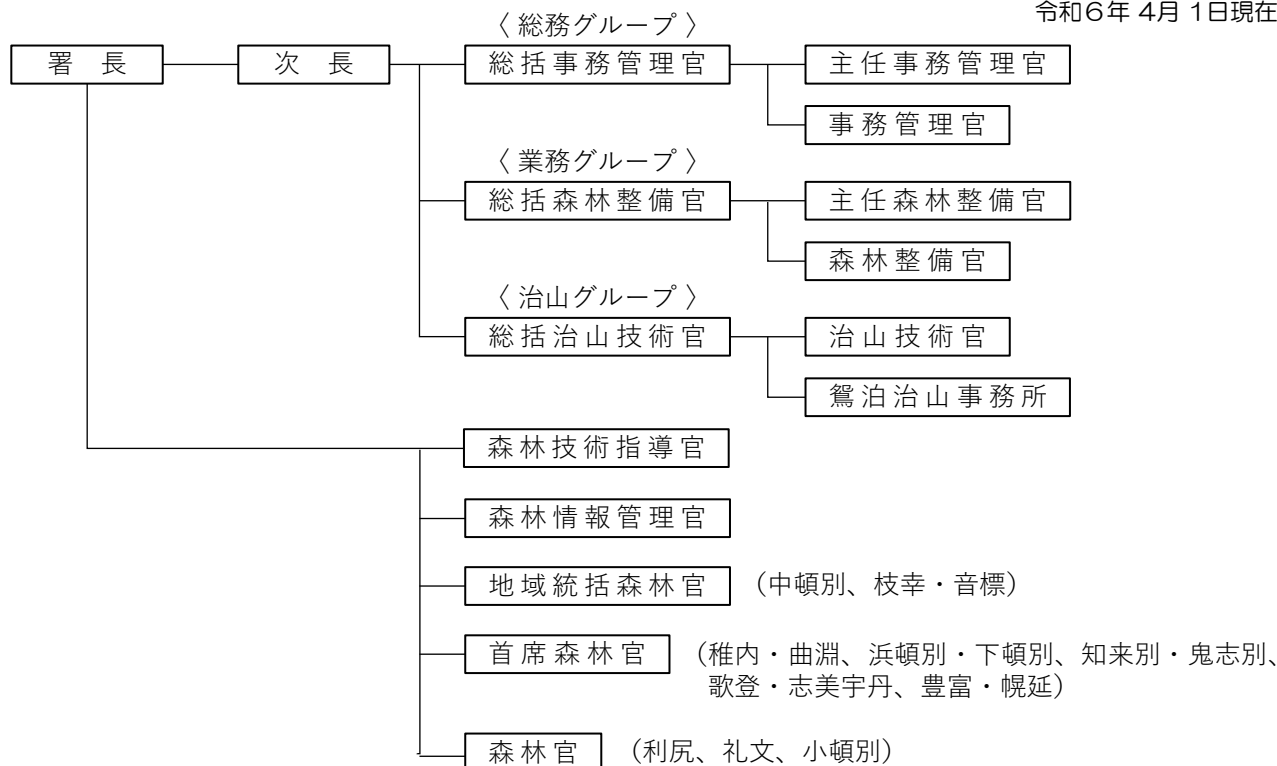 令和６年 4月 1日現在
〈 総務グループ 〉
署 長
次 長
総括事務管理官
主任事務管理官
事務管理官
〈 業務グループ 〉
総括森林整備官
主任森林整備官
森林整備官
〈 治山グループ 〉
総括治山技術官
治山技術官
鴛泊治山事務所
森林技術指導官
森林情報管理官
地域統括森林官 （中頓別、枝幸・音標）
首席森林官 （稚内・曲淵、浜頓別・下頓別、知来別・鬼志別、
歌登・志美宇丹、豊富・幌延）
森林官 （利尻、礼文、小頓別）